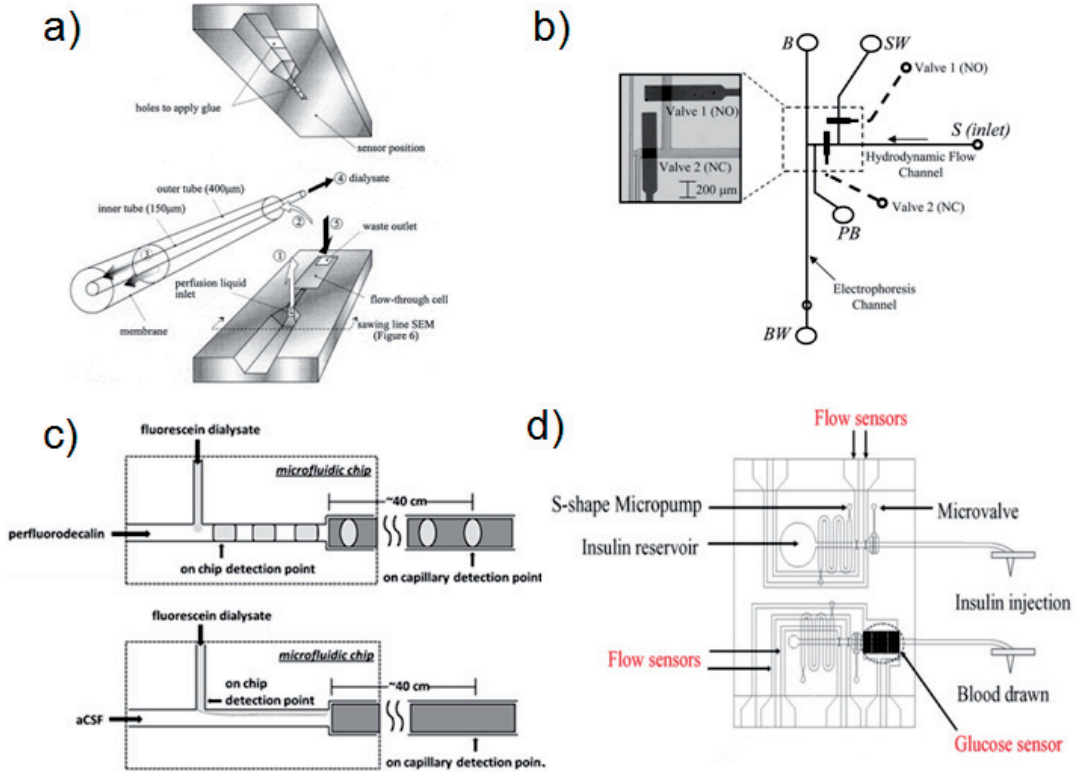 a)
holes to apply glue
sensor position
outer tube (400µm)
④ dialysate
inner tube (150µm)
②
⑤
③
①
waste outlet
perfusion liquid
inlet
flow-through cell
membrane
sawing line SEM
(Figure 6)
b)
B
SW
Valve 1 (NO)
Valve 1 (NO)
S (inlet)
Hydrodynamic Flow
Channel
Valve 2 (NC)
200 µm
Valve 2 (NC)
PB
Electrophoresis
Channel
BW
c)
fluorescein dialysate
microfluidic chip
~40 cm
perfluorodecalin
on chip detection point
on capillary detection point
fluorescein dialysate
microfluidic chip
on chip
detection point
~40 cm
aCSF
on capillary detection point
d)
Flow sensors
S-shape Micropump
Microvalve
Insulin reservoir
Insulin injection
Flow sensors
Blood drawn
Glucose sensor